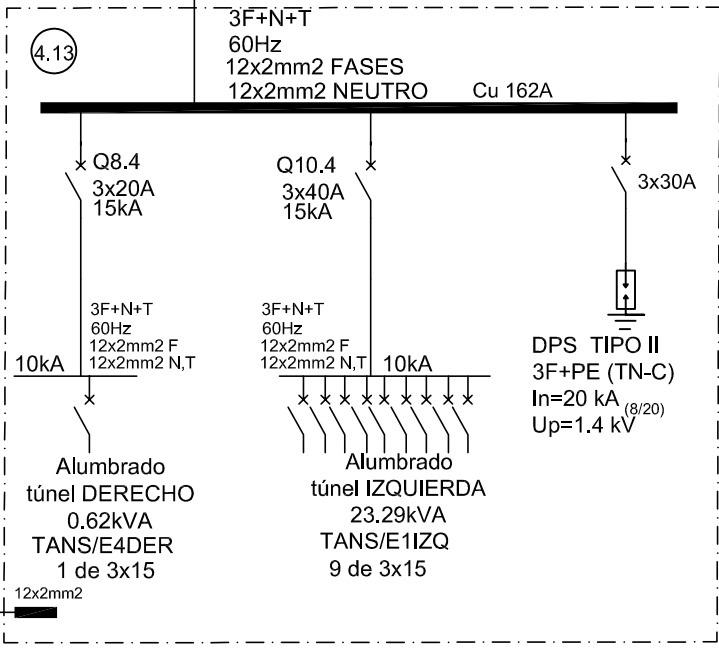 4.13
3F+N+T
60Hz
12x2mm2 FASES
12x2mm2 NEUTRO
Cu 162A
Q8.4
3x20A
15kA
Q10.4
3x40A
15kA
3x30A
3F+N+T
60Hz
12x2mm2 F
12x2mm2 N,T
10kA
3F+N+T
60Hz
12x2mm2 F
12x2mm2 N,T
10kA
DPS TIPO II
3F+PE (TN-C)
In=20 kA (8/20)
Up=1.4 kV
Alumbrado
túnel DERECHO
0.62kVA
TANS/E4DER
1 de 3x15
Alumbrado
túnel IZQUIERDA
23.29kVA
TANS/E1IZQ
9 de 3x15
12x2mm2